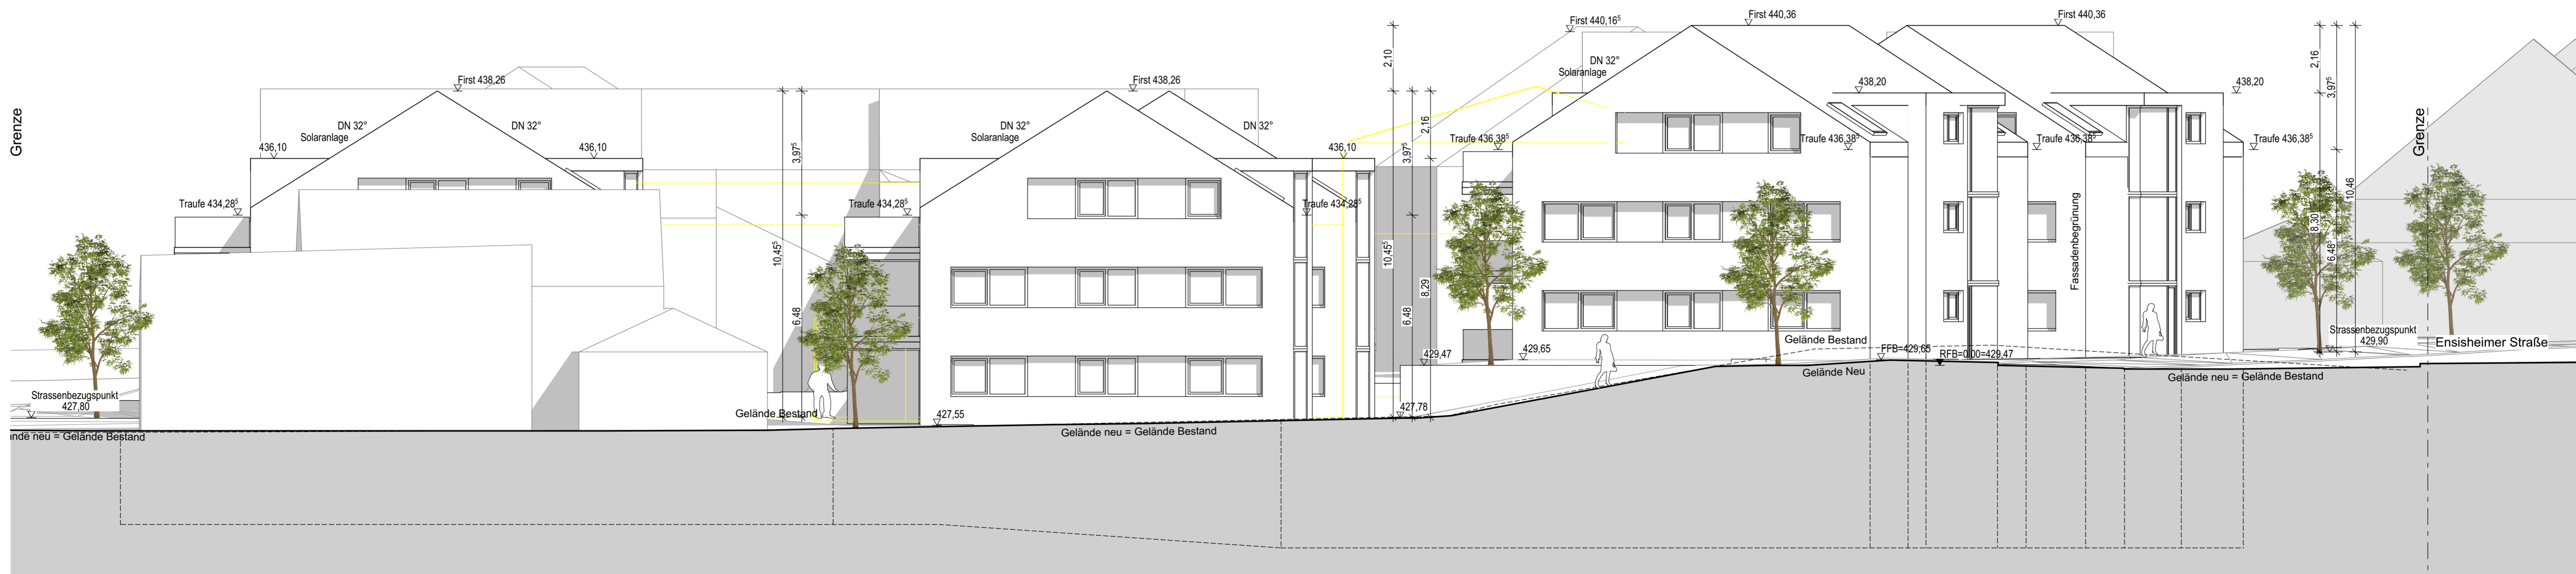 Grenze
First 438,26
DN 32°
Solaranlage
DN 32°
436,10
436,10
Traufe 434,28⁵
Strassenbezugspunkt
427,80
nde neu = Gelände Bestand
10,45⁵
3,97⁵
6,48
Traufe 434,28⁵
Gelände Bestand
First 438,26
DN 32°
Solaranlage
DN 32°
436,10
Traufe 434,28⁵
427,55
Gelände neu = Gelände Bestand
2,10
10,45⁵
3,97⁵
6,48
2,16
8,29
427,78
429,47
429,65
First 440,16⁵
DN 32°
Solaranlage
Traufe 436,38⁵
First 440,36
438,20
Traufe 436,38⁵
Gelände Bestand
Gelände Neu
FFB=429,65
RFB=0,00=429,47
First 440,36
Traufe 436,38⁵
Fassadenbegrünung
438,20
Traufe 436,38⁵
Gelände neu = Gelände Bestand
2,16
8,30
3,97⁵
6,48⁵
10,46
Strassenbezugspunkt
429,90
Grenze
Ensisheimer Straße